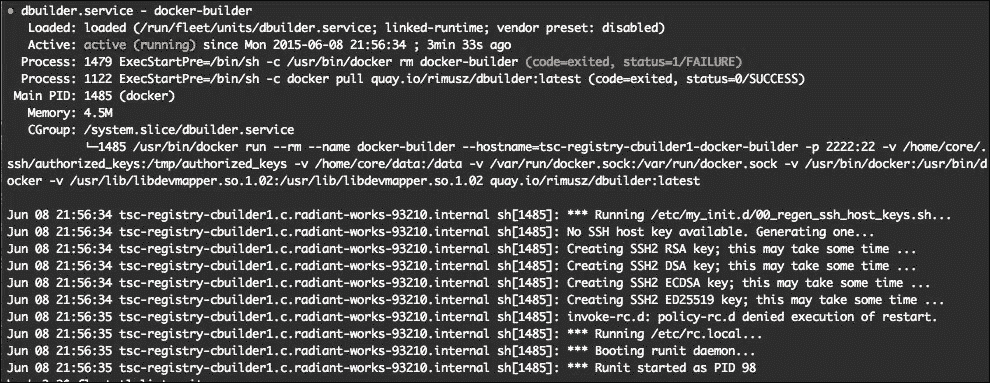 ● dbuilder.service - docker-builder
Loaded: loaded (/run/fleet/units/dbuilder.service; linked-runtime; vendor preset: disabled)
Active: active (running) since Mon 2015-06-08 21:56:34 ; 3min 33s ago
Process: 1479 ExecStartPre=/bin/sh -c /usr/bin/docker rm docker-builder (code=exited, status=1/FAILURE)
Process: 1122 ExecStartPre=/bin/sh -c docker pull quay.io/rimusz/dbuilder:latest (code=exited, status=0/SUCCESS)
Main PID: 1485 (docker)
Memory: 4.5M
CGroup: /system.slice/dbuilder.service
└─1485 /usr/bin/docker run --rm --name docker-builder --hostname=tsc-registry-cbuilder1-docker-builder -p 2222:22 -v /home/core/.
ssh/authorized_keys:/tmp/authorized_keys -v /home/core/data:/data -v /var/run/docker.sock:/var/run/docker.sock -v /usr/bin/docker:/usr/bin/d
ocker -v /usr/lib/libdevmapper.so.1.02:/usr/lib/libdevmapper.so.1.02 quay.io/rimusz/dbuilder:latest
Jun 08 21:56:34 tsc-registry-cbuilder1.c.radiant-works-93210.internal sh[1485]: *** Running /etc/my_init.d/00_regen_ssh_host_keys.sh...
Jun 08 21:56:34 tsc-registry-cbuilder1.c.radiant-works-93210.internal sh[1485]: No SSH host key available. Generating one...
Jun 08 21:56:34 tsc-registry-cbuilder1.c.radiant-works-93210.internal sh[1485]: Creating SSH2 RSA key; this may take some time ...
Jun 08 21:56:34 tsc-registry-cbuilder1.c.radiant-works-93210.internal sh[1485]: Creating SSH2 DSA key; this may take some time ...
Jun 08 21:56:34 tsc-registry-cbuilder1.c.radiant-works-93210.internal sh[1485]: Creating SSH2 ECDSA key; this may take some time ...
Jun 08 21:56:34 tsc-registry-cbuilder1.c.radiant-works-93210.internal sh[1485]: Creating SSH2 ED25519 key; this may take some time ...
Jun 08 21:56:35 tsc-registry-cbuilder1.c.radiant-works-93210.internal sh[1485]: invoke-rc.d: policy-rc.d denied execution of restart.
Jun 08 21:56:35 tsc-registry-cbuilder1.c.radiant-works-93210.internal sh[1485]: *** Running /etc/rc.local...
Jun 08 21:56:35 tsc-registry-cbuilder1.c.radiant-works-93210.internal sh[1485]: *** Booting runit daemon...
Jun 08 21:56:35 tsc-registry-cbuilder1.c.radiant-works-93210.internal sh[1485]: *** Runit started as PID 98